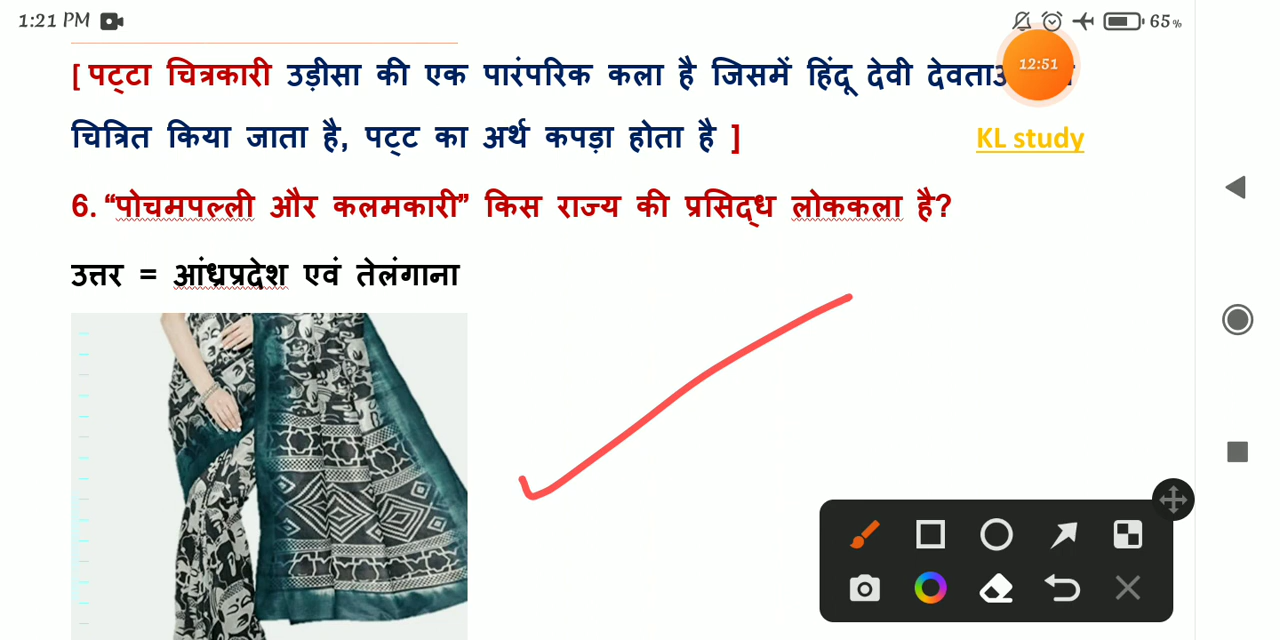 1:21 PM 65%
12:51
[ पट्टा चित्रकारी उड़ीसा की एक पारंपरिक कला है जिसमें हिंदू देवी
चित्रित किया जाता है, पट्ट का अर्थ कपड़ा होता है ]
KL study
6. “पोचमपल्ली और कलमकारी” किस राज्य की प्रसिद्ध लोककला है?
उत्तर = आंध्रप्रदेश एवं तेलंगाना